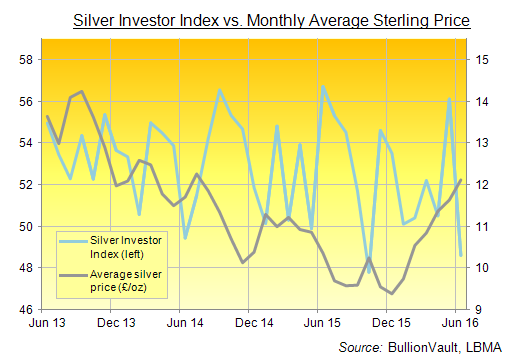 Silver Investor Index vs. Monthly Average Sterling Price
58
56
54
52
50
48
46
15
14
13
12
11
10
9
Silver Investor
Index (left)
Average silver
price (£/oz)
Jun 13
Dec 13
Jun 14
Dec 14
Jun 15
Dec 15
Jun 16
Source: BullionVault, LBMA